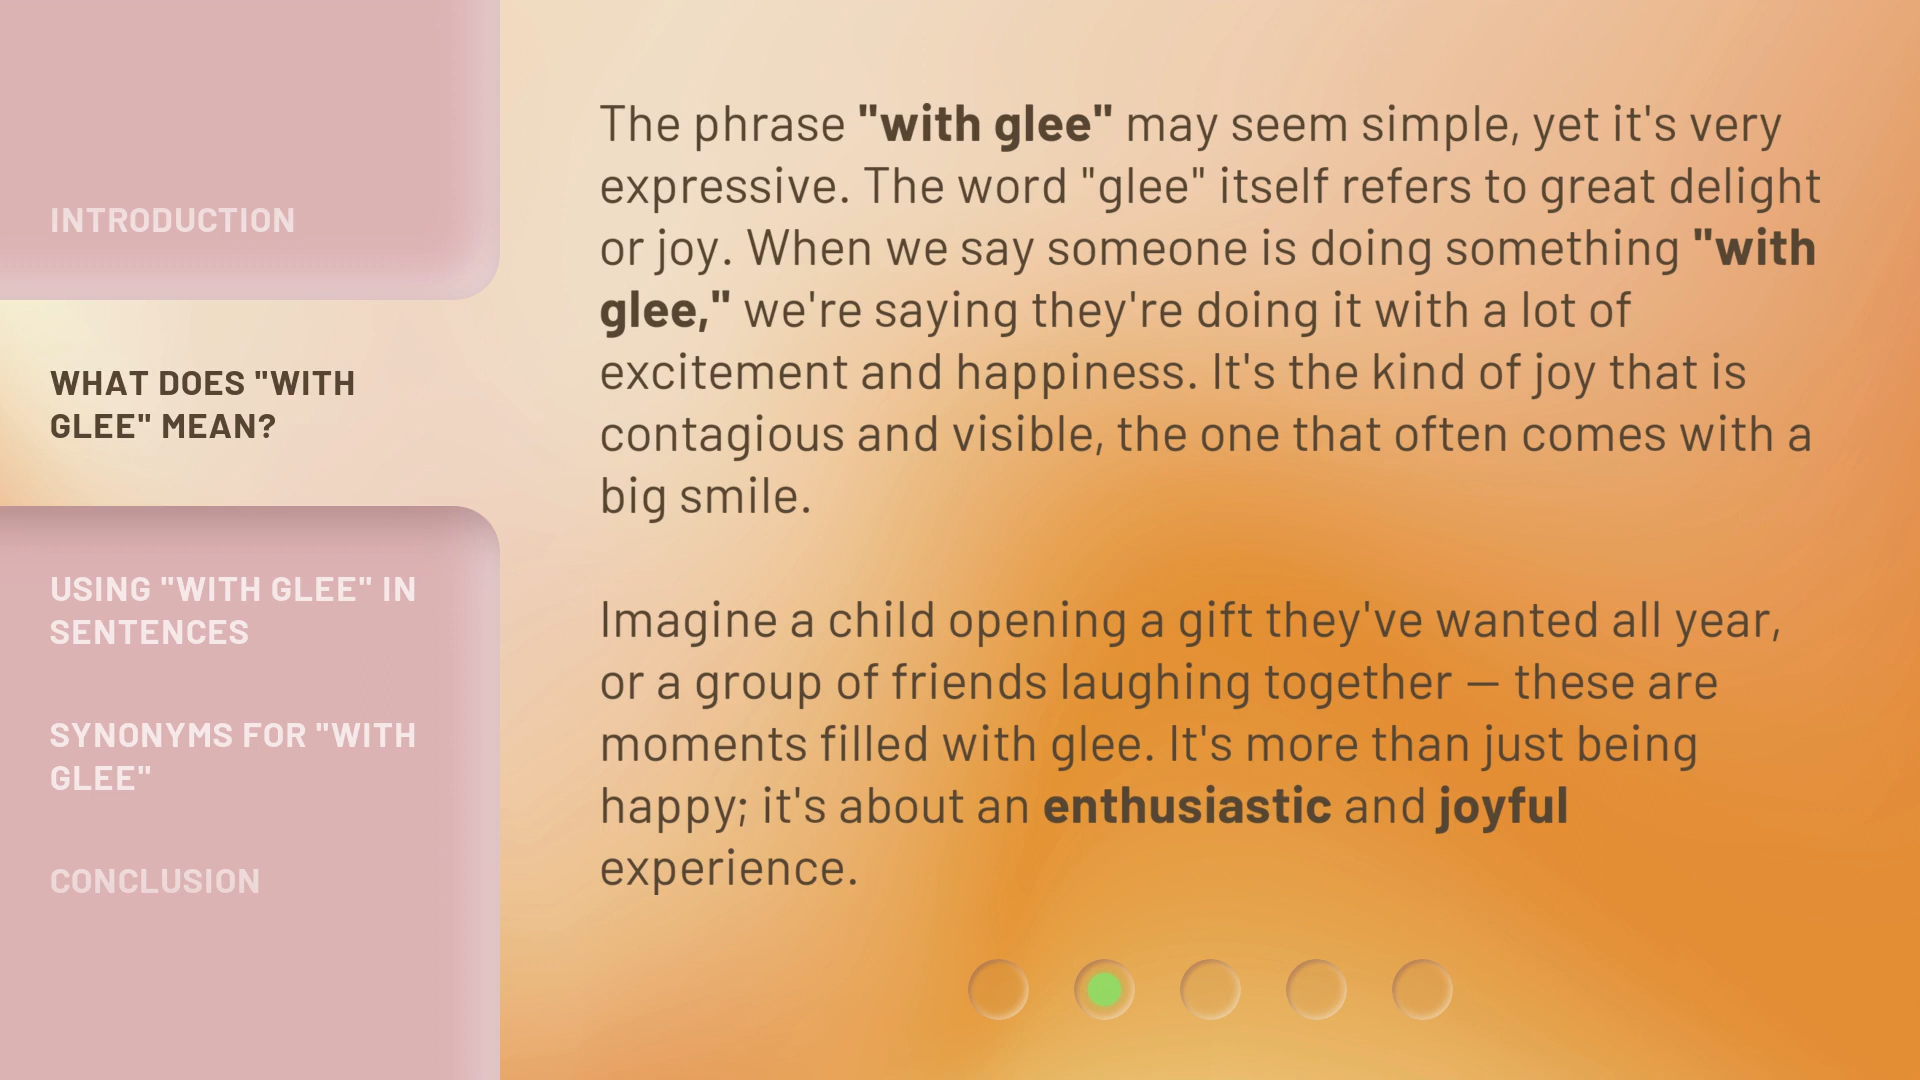 INTRODUCTION
WHAT DOES "WITH
GLEE" MEAN?
USING "WITH GLEE" IN
SENTENCES
SYNONYMS FOR "WITH
GLEE"
CONCLUSION
The phrase "with glee" may seem simple, yet it's very
expressive. The word "glee" itself refers to great delight
or joy. When we say someone is doing something "with
glee," we're saying they're doing it with a lot of
excitement and happiness. It's the kind of joy that is
contagious and visible, the one that often comes with a
big smile.
Imagine a child opening a gift they've wanted all year,
or a group of friends laughing together — these are
moments filled with glee. It's more than just being
happy; it's about an enthusiastic and joyful
experience.